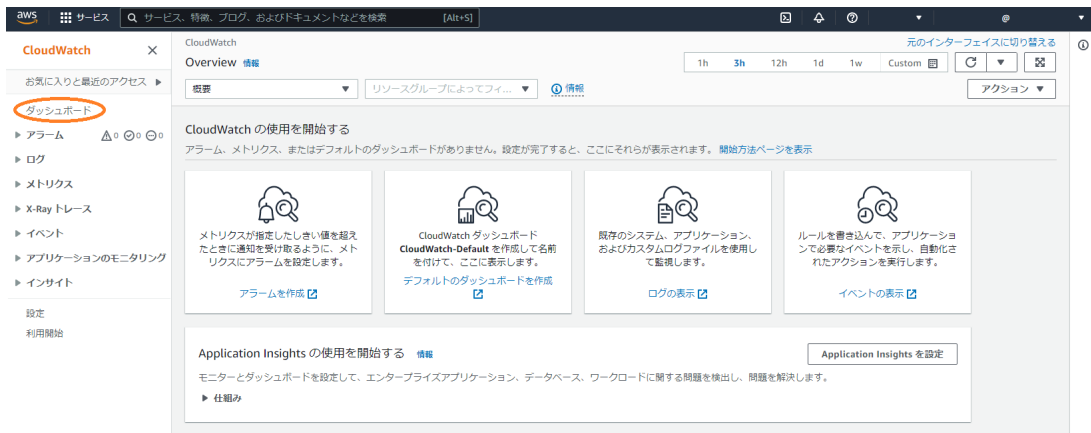 aws
サービス
サービス、特徴、ブログ、およびドキュメントなどを検索
[Alt+S]
@
CloudWatch
お気に入りと最近のアクセス
ダッシュボード
アラーム 0 0 0
ログ
メトリクス
X-Ray トレース
イベント
アプリケーションのモニタリング
インサイト
設定
利用開始
CloudWatch
元のインターフェイスに切り替える
Overview 情報
1h 3h 12h 1d 1w Custom
概要
リソースグループによってフィ...
情報
アクション
CloudWatch の使用を開始する
アラーム、メトリクス、またはデフォルトのダッシュボードがありません。設定が完了すると、ここにそれらが表示されます。 開始方法ページを表示
メトリクスが指定したしきい値を超え
たときに通知を受け取るように、メト
リクスにアラームを設定します。
アラームを作成
CloudWatch ダッシュボード
CloudWatch-Default を作成して名前
を付けて、ここに表示します。
デフォルトのダッシュボードを作成
既存のシステム、アプリケーション、
およびカスタムログファイルを使用し
て監視します。
ログの表示
ルールを書き込んで、アプリケーショ
ンで必要なイベントを示し、自動化さ
れたアクションを実行します。
イベントの表示
Application Insights の使用を開始する 情報
Application Insights を設定
モニターとダッシュボードを設定して、エンタープライズアプリケーション、データベース、ワークロードに関する問題を検出し、問題を解決します。
仕組み